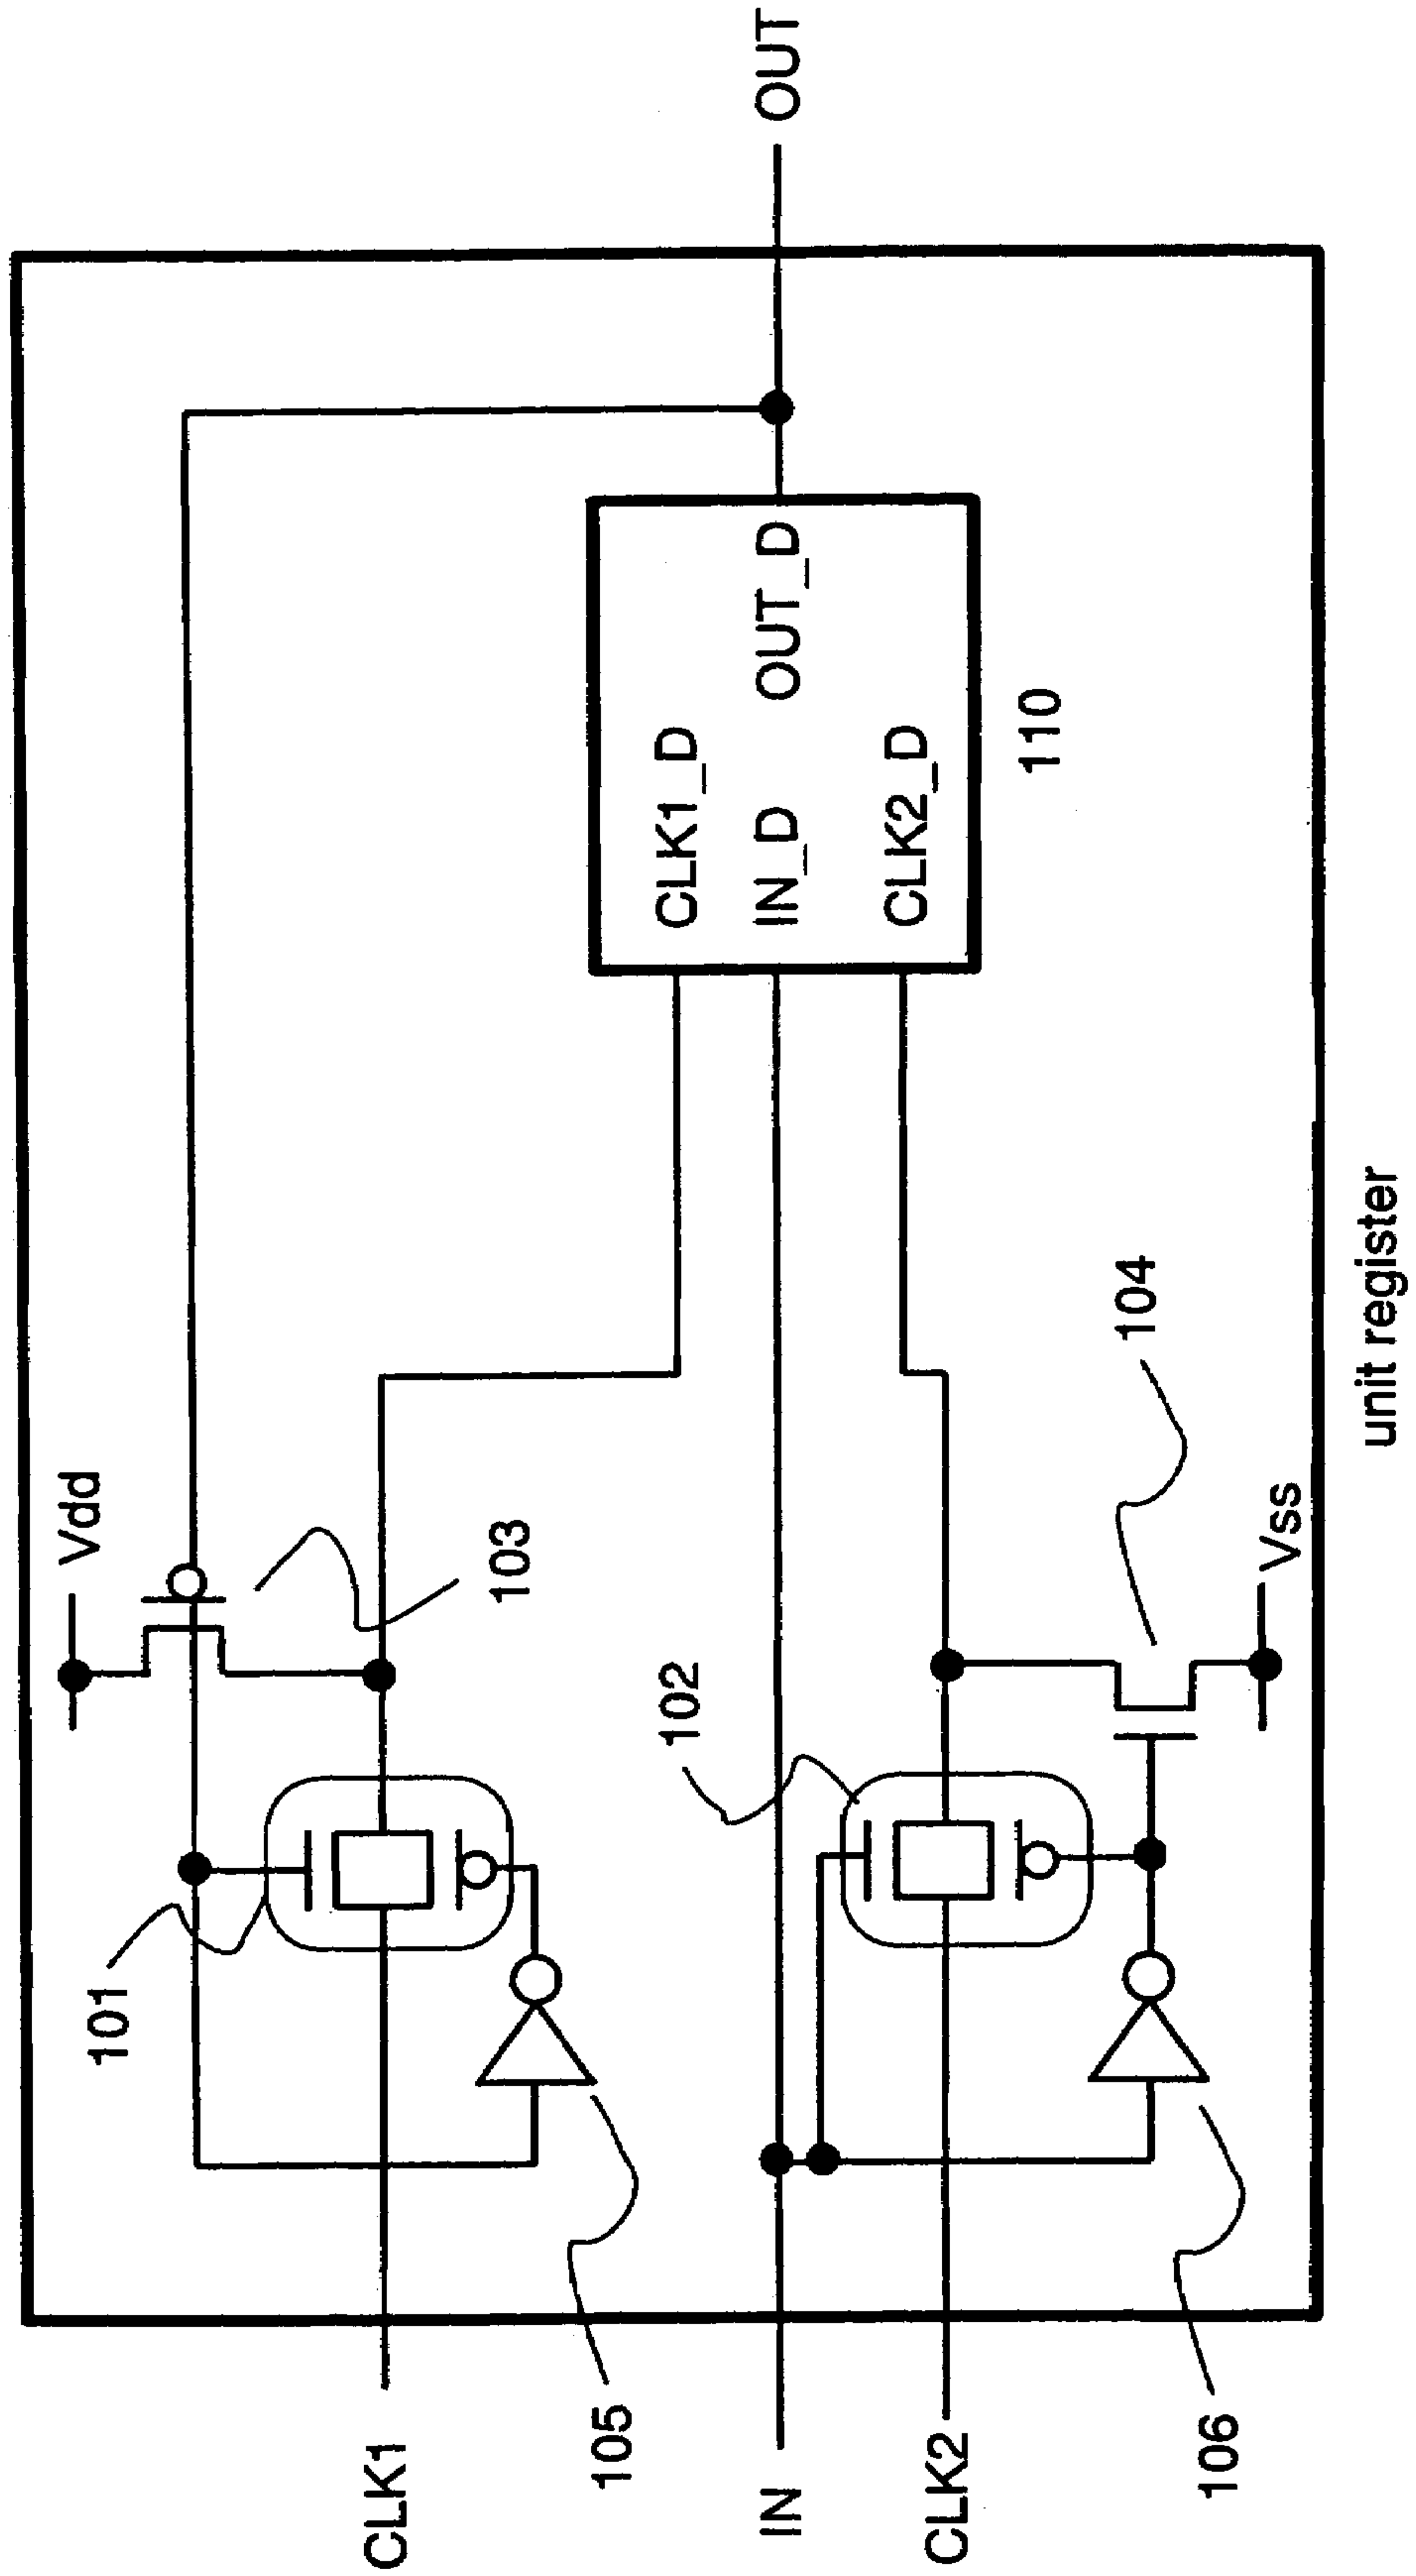 Vdd
103
101
CLK1
105
OUT
CLK1_D
IN_D
OUT_D
CLK2_D
110
102
IN
CLK2
104
Vss
106
unit register